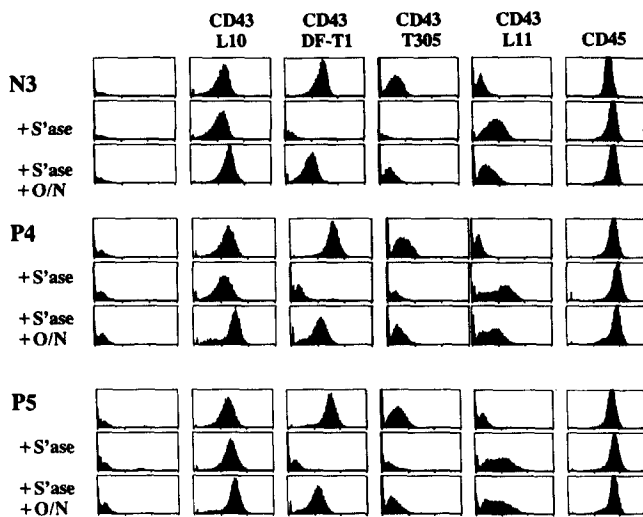 CD43 CD43 CD43 CD43
L10 DF-T1 T305 L11 CD45
N3
+S'ase
+S'ase
+O/N
P4
+S'ase
+S'ase
+O/N
P5
+S'ase
+S'ase
+O/N